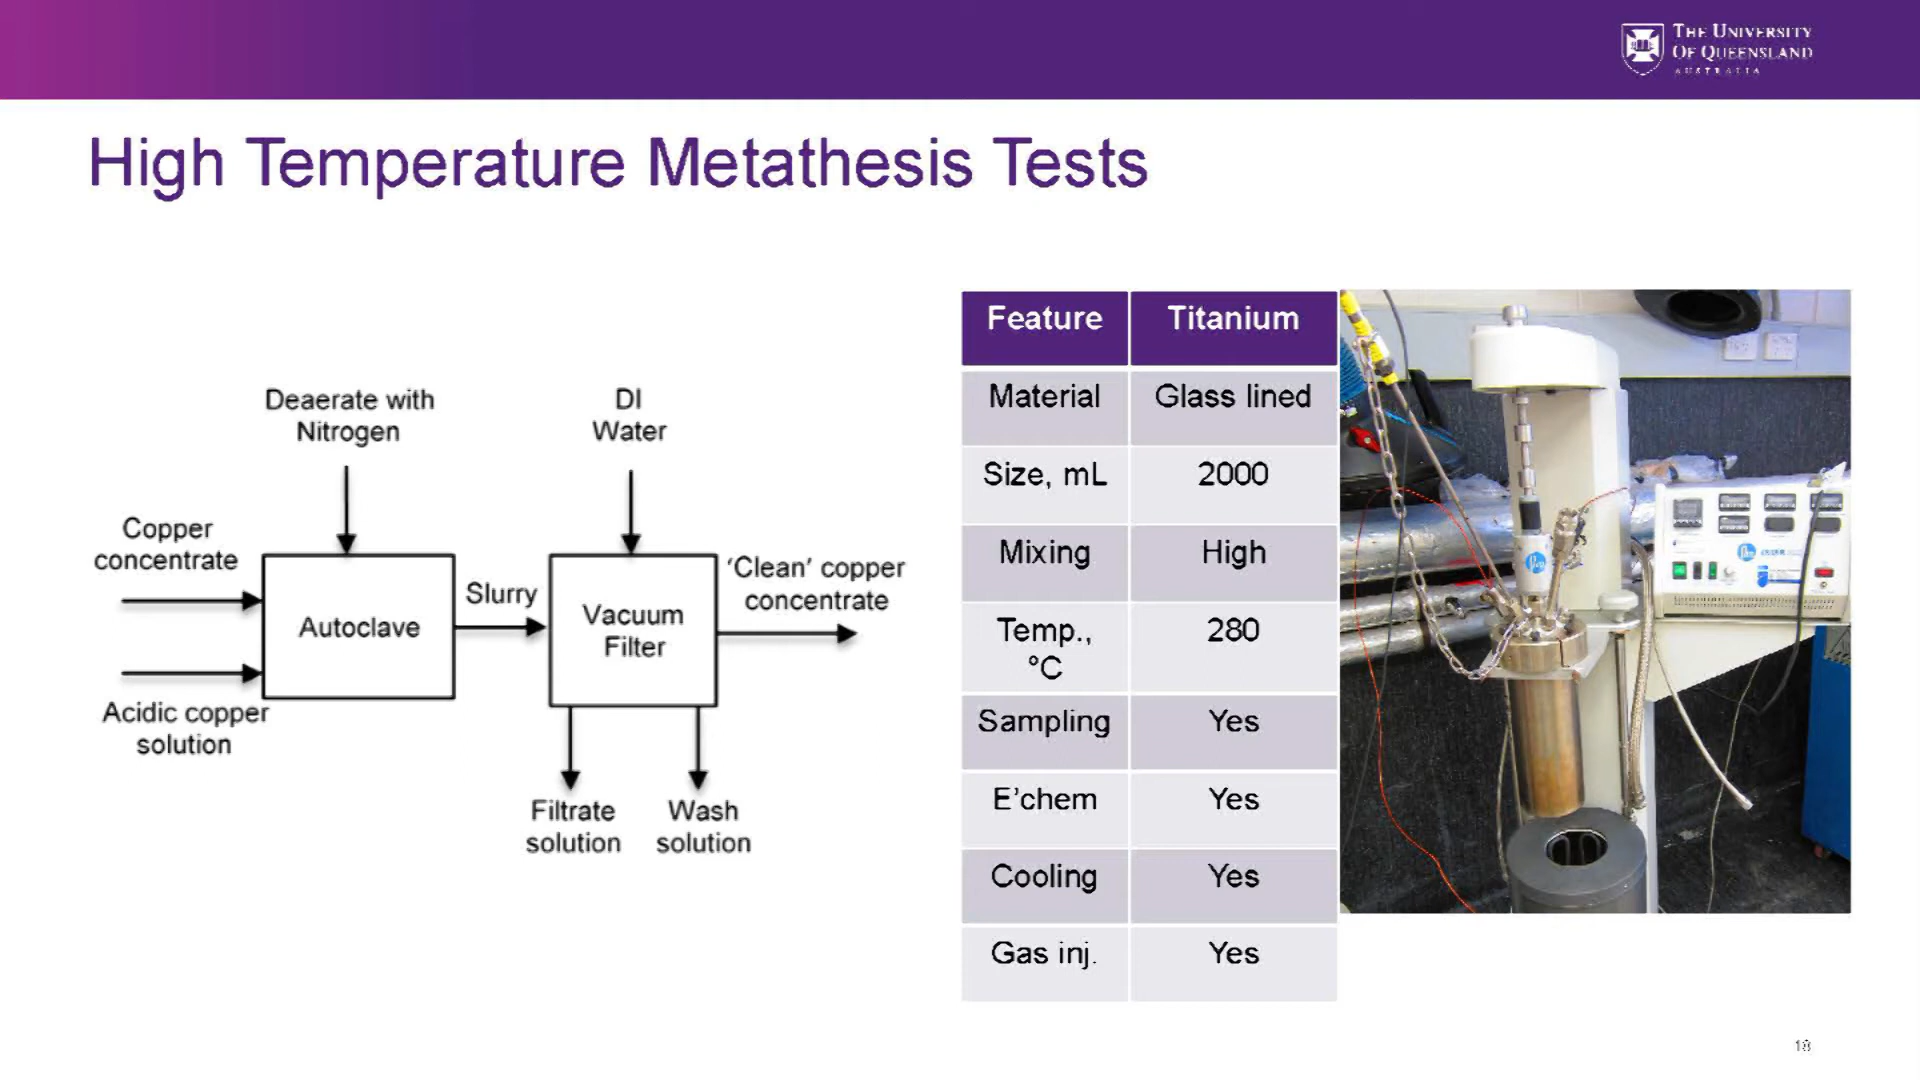 THE UNIVERSITY
OF QUEENSLAND
AUSTRALIA
High Temperature Metathesis Tests
Deaerate with
Nitrogen
DI
Water
Copper
concentrate
Autoclave
Slurry
Vacuum
Filter
'Clean' copper
concentrate
Acidic copper
solution
Filtrate
solution
Wash
solution
Feature Titanium
Material Glass lined
Size, mL 2000
Mixing High
Temp., 280
°C
Sampling Yes
E'chem Yes
Cooling Yes
Gas inj. Yes
18